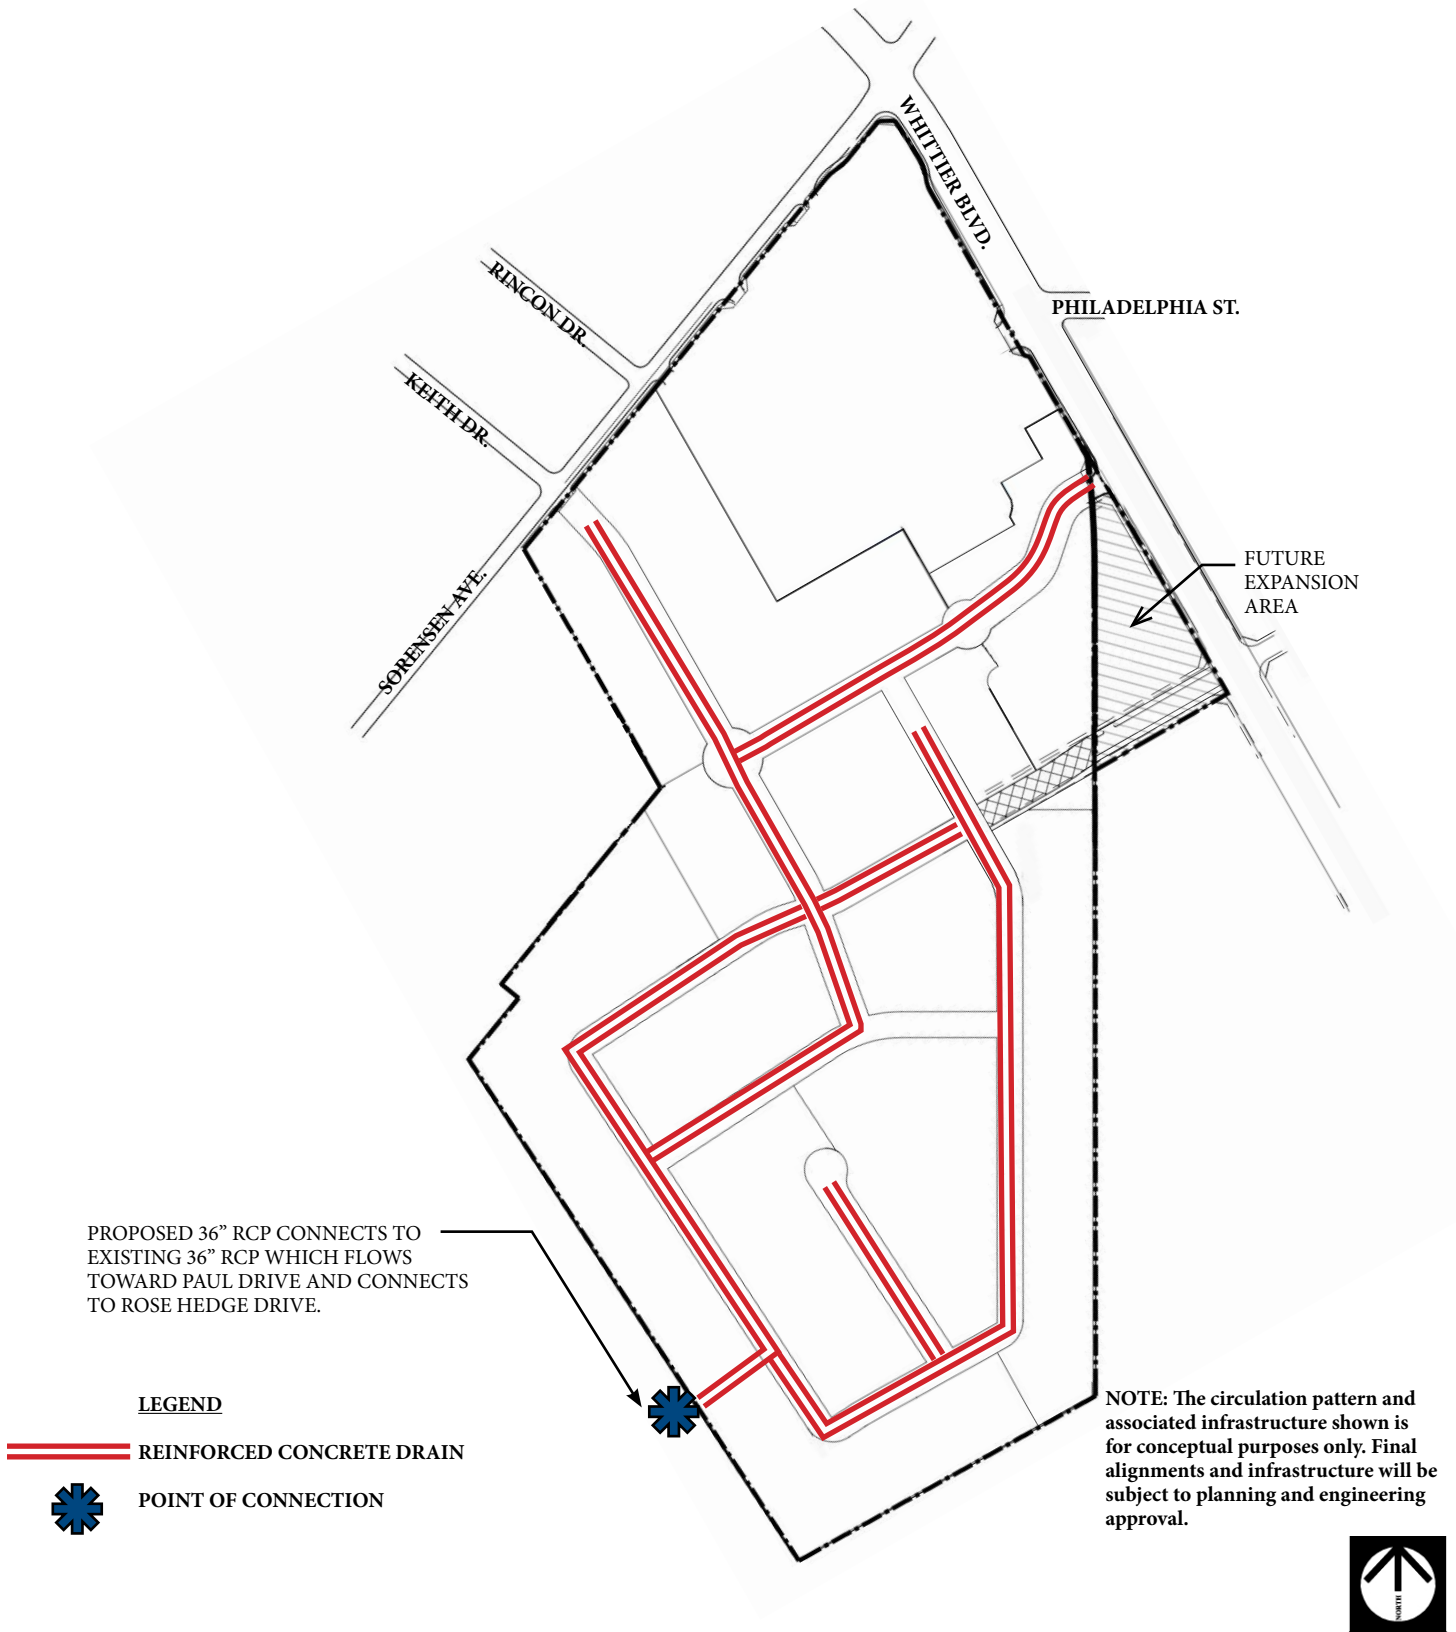 WHITTIER BLVD.
RINCON DR.
PHILADELPHIA ST.
KEITH DR.
SORENSEN AVE.
FUTURE
EXPANSION
AREA
PROPOSED 36” RCP CONNECTS TO
EXISTING 36” RCP WHICH FLOWS
TOWARD PAUL DRIVE AND CONNECTS
TO ROSE HEDGE DRIVE.
LEGEND
REINFORCED CONCRETE DRAIN
POINT OF CONNECTION
NOTE: The circulation pattern and
associated infrastructure shown is
for conceptual purposes only. Final
alignments and infrastructure will be
subject to planning and engineering
approval.
NORTH